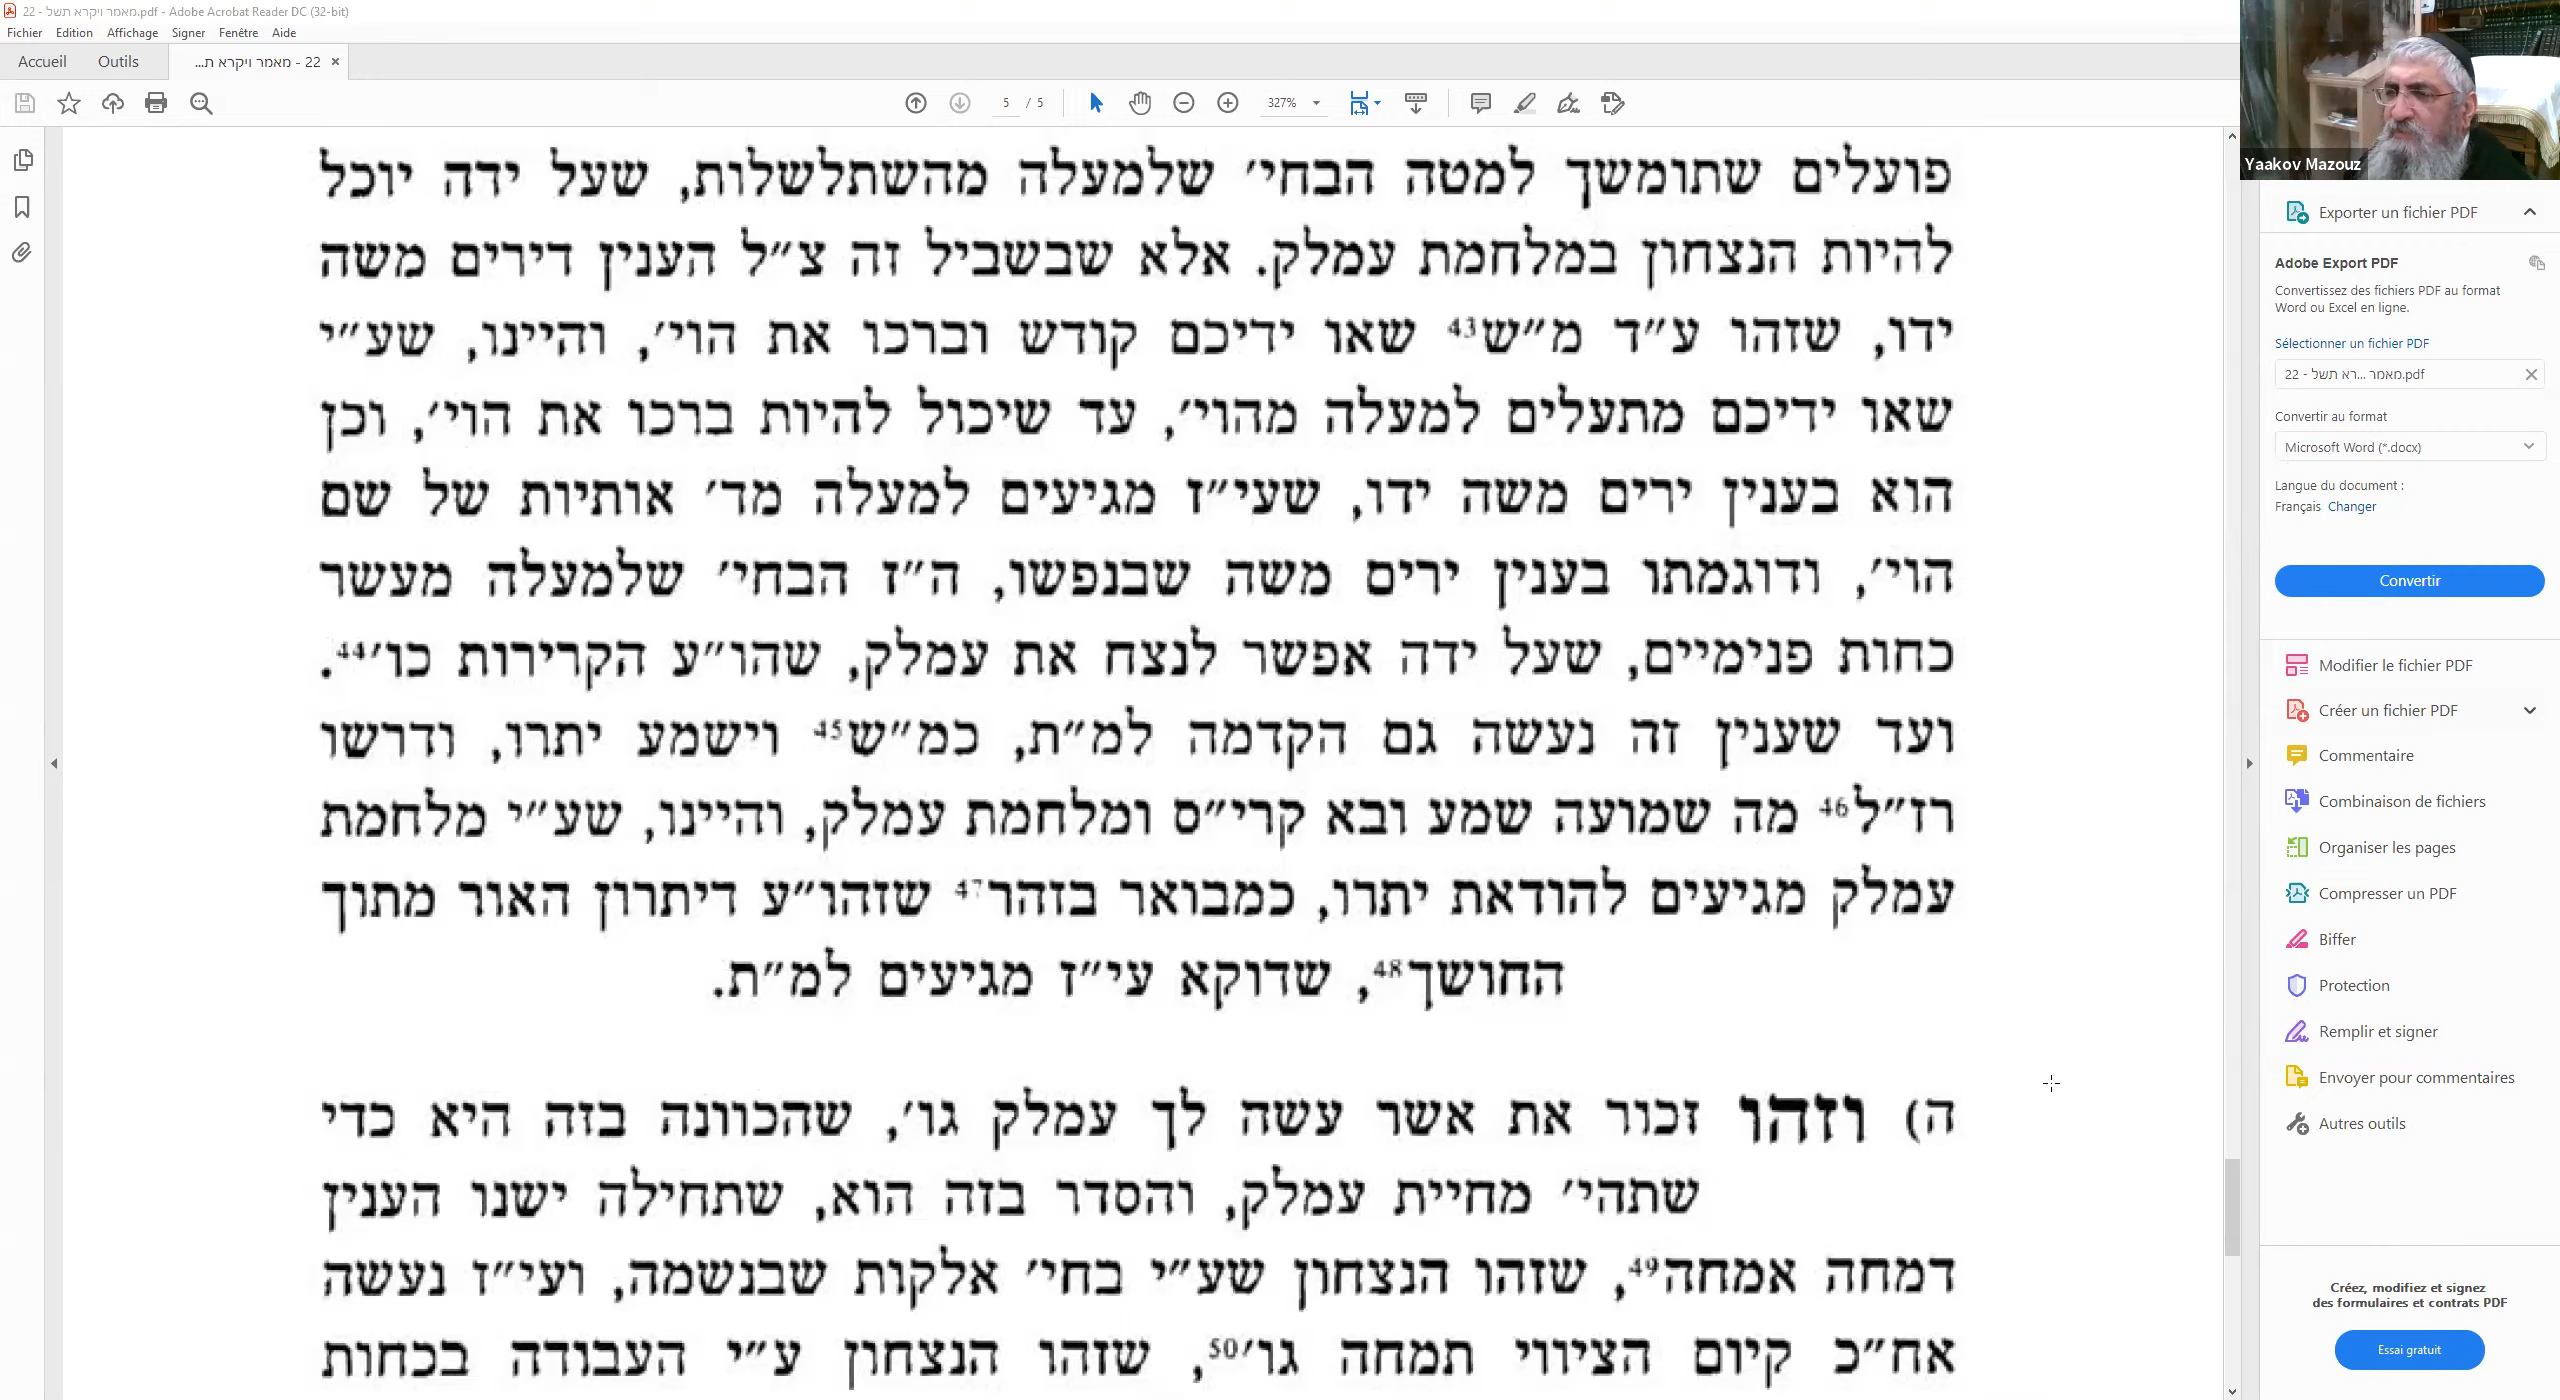 22 - מאמר ויקרא תשל.pdf - Adobe Acrobat Reader DC (32-bit)
Fichier Edition Affichage Signer Fenêtre Aide
Accueil Outils 22 - מאמר ויקרא ת... ×
5 / 5 327%
פועלים שתומשך למטה הבחי׳ שלמעלה מהשתלשלות, שעל ידה יוכל
להיות הנצחון במלחמת עמלק. אלא שבשביל זה צ״ל הענין דירים משה
ידו, שזהו ע״ד מ״ש43 שאו ידיכם קודש וברכו את הוי׳, והיינו, שע״י
שאו ידיכם מתעלים למעלה מהוי׳, עד שיכול להיות ברכו את הוי׳, וכן
הוא בענין ירים משה ידו, שעי״ז מגיעים למעלה מד׳ אותיות של שם
הוי׳, ודוגמתו בענין ירים משה שבנפשו, ה״ז הבחי׳ שלמעלה מעשר
כחות פנימיים, שעל ידה אפשר לנצח את עמלק, שהו״ע הקרירות כו׳44.
ועד שענין זה נעשה גם הקדמה למ״ת, כמ״ש45 וישמע יתרו, ודרשו
רז״ל46 מה שמועה שמע ובא קרי״ס ומלחמת עמלק, והיינו, שע״י מלחמת
עמלק מגיעים להודאת יתרו, כמבואר בזהר47 שזהו״ע דיתרון האור מתוך
החושך48, שדוקא עי״ז מגיעים למ״ת.
ה) וזהו זכור את אשר עשה לך עמלק גו׳, שהכוונה בזה היא כדי
שתהי׳ מחיית עמלק, והסדר בזה הוא, שתחילה ישנו הענין
דמחה אמחה49, שזהו הנצחון שע״י בחי׳ אלקות שבנשמה, ועי״ז נעשה
אח״כ קיום הציווי תמחה גו׳50, שזהו הנצחון ע״י העבודה בכחות
Yaakov Mazouz
Exporter un fichier PDF
Adobe Export PDF
Convertissez des fichiers PDF au format
Word ou Excel en ligne.
Sélectionner un fichier PDF
22 - מאמר ...רא תשל.pdf
Convertir au format
Microsoft Word (*.docx)
Langue du document :
Français Changer
Convertir
Modifier le fichier PDF
Créer un fichier PDF
Commentaire
Combinaison de fichiers
Organiser les pages
Compresser un PDF
Biffer
Protection
Remplir et signer
Envoyer pour commentaires
Autres outils
Créez, modifiez et signez
des formulaires et contrats PDF
Essai gratuit